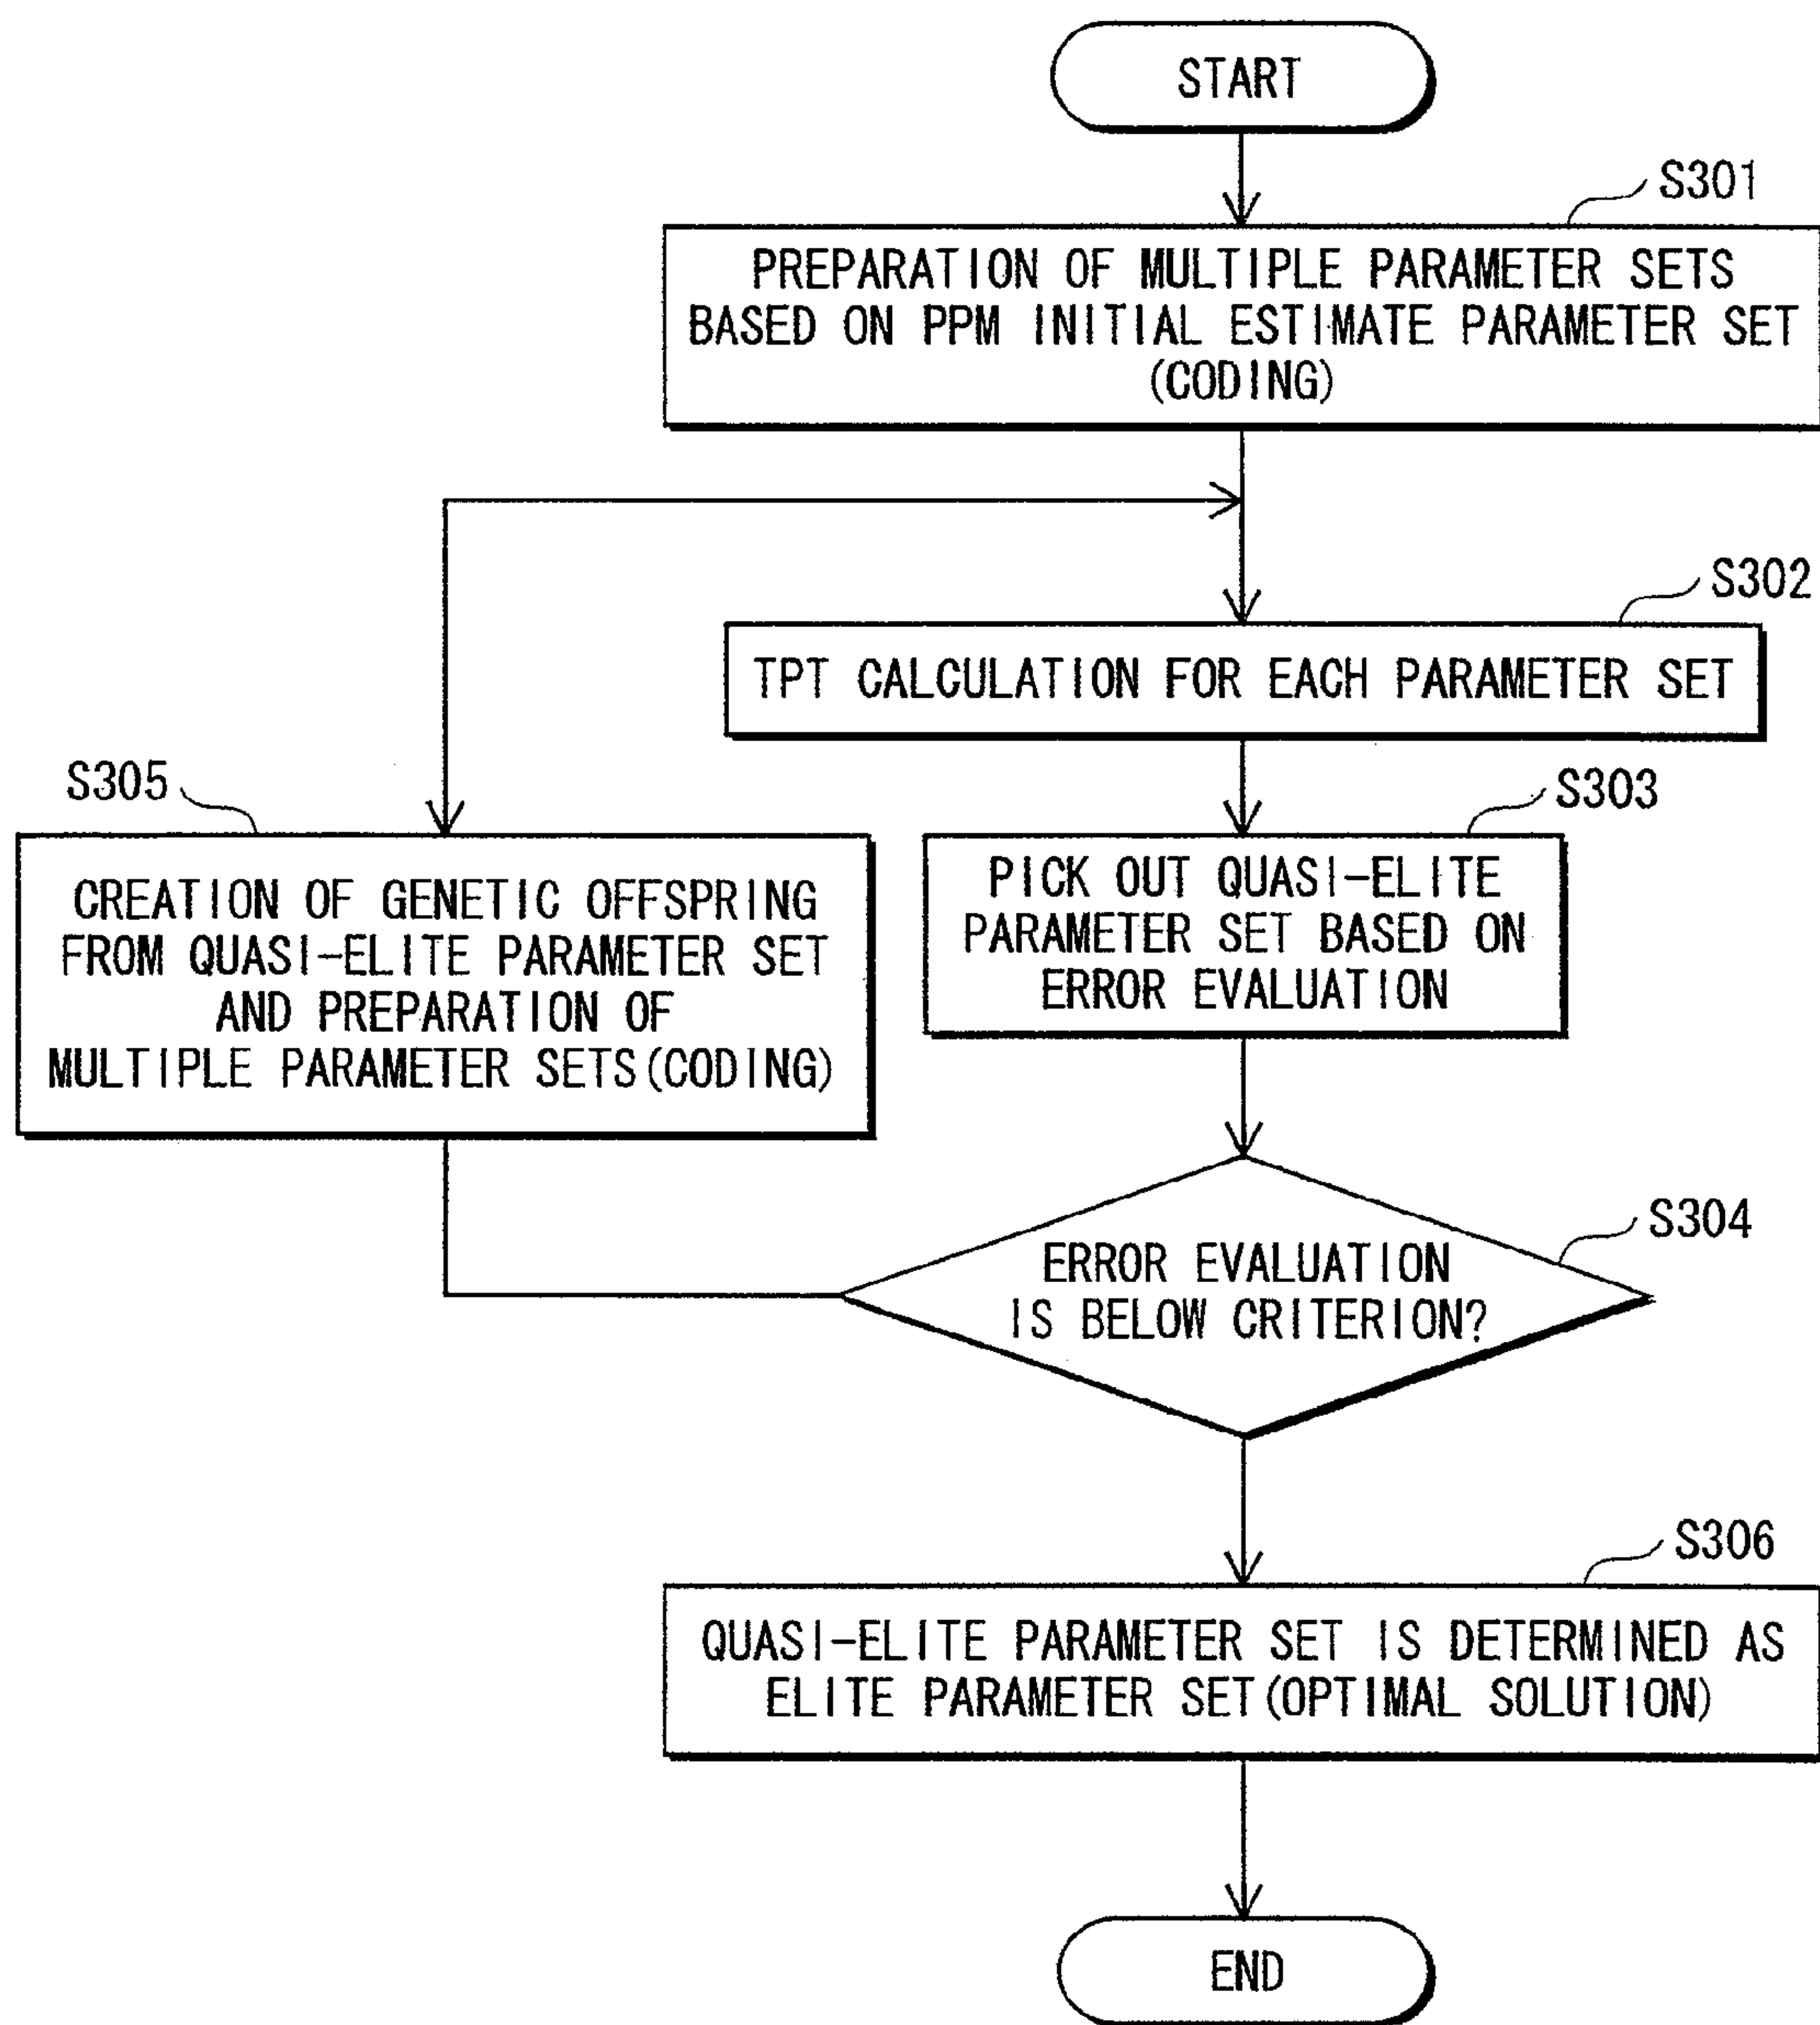 START
S301
PREPARATION OF MULTIPLE PARAMETER SETS
BASED ON PPM INITIAL ESTIMATE PARAMETER SET
(CODING)
S302
TPT CALCULATION FOR EACH PARAMETER SET
S303
PICK OUT QUASI-ELITE
PARAMETER SET BASED ON
ERROR EVALUATION
S305
CREATION OF GENETIC OFFSPRING
FROM QUASI-ELITE PARAMETER SET
AND PREPARATION OF
MULTIPLE PARAMETER SETS(CODING)
S304
ERROR EVALUATION
IS BELOW CRITERION?
S306
QUASI-ELITE PARAMETER SET IS DETERMINED AS
ELITE PARAMETER SET(OPTIMAL SOLUTION)
END